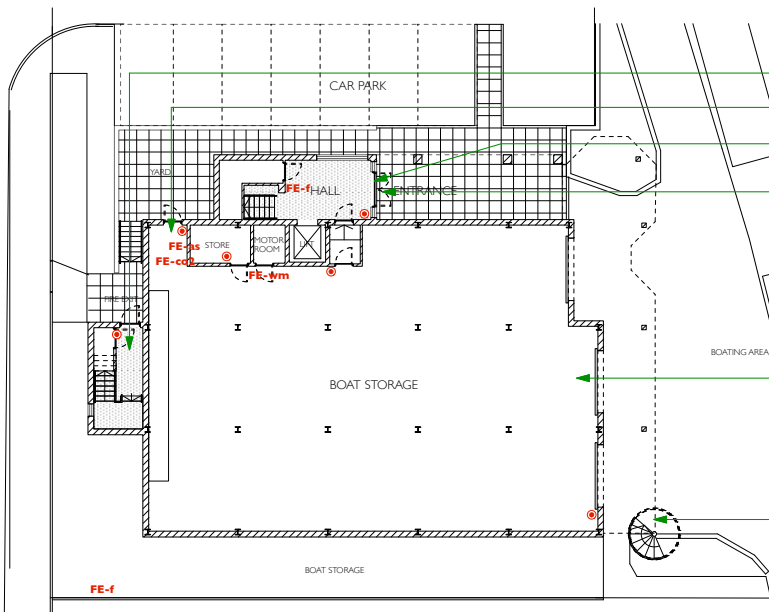 CAR PARK
YARD
FE-f
HALL
ENTRANCE
FE-as
STORE
MOTOR
ROOM
LIFT
FE-co2
FE-wm
FIRE EXIT
BOATING AREA
BOAT STORAGE
BOAT STORAGE
FE-f